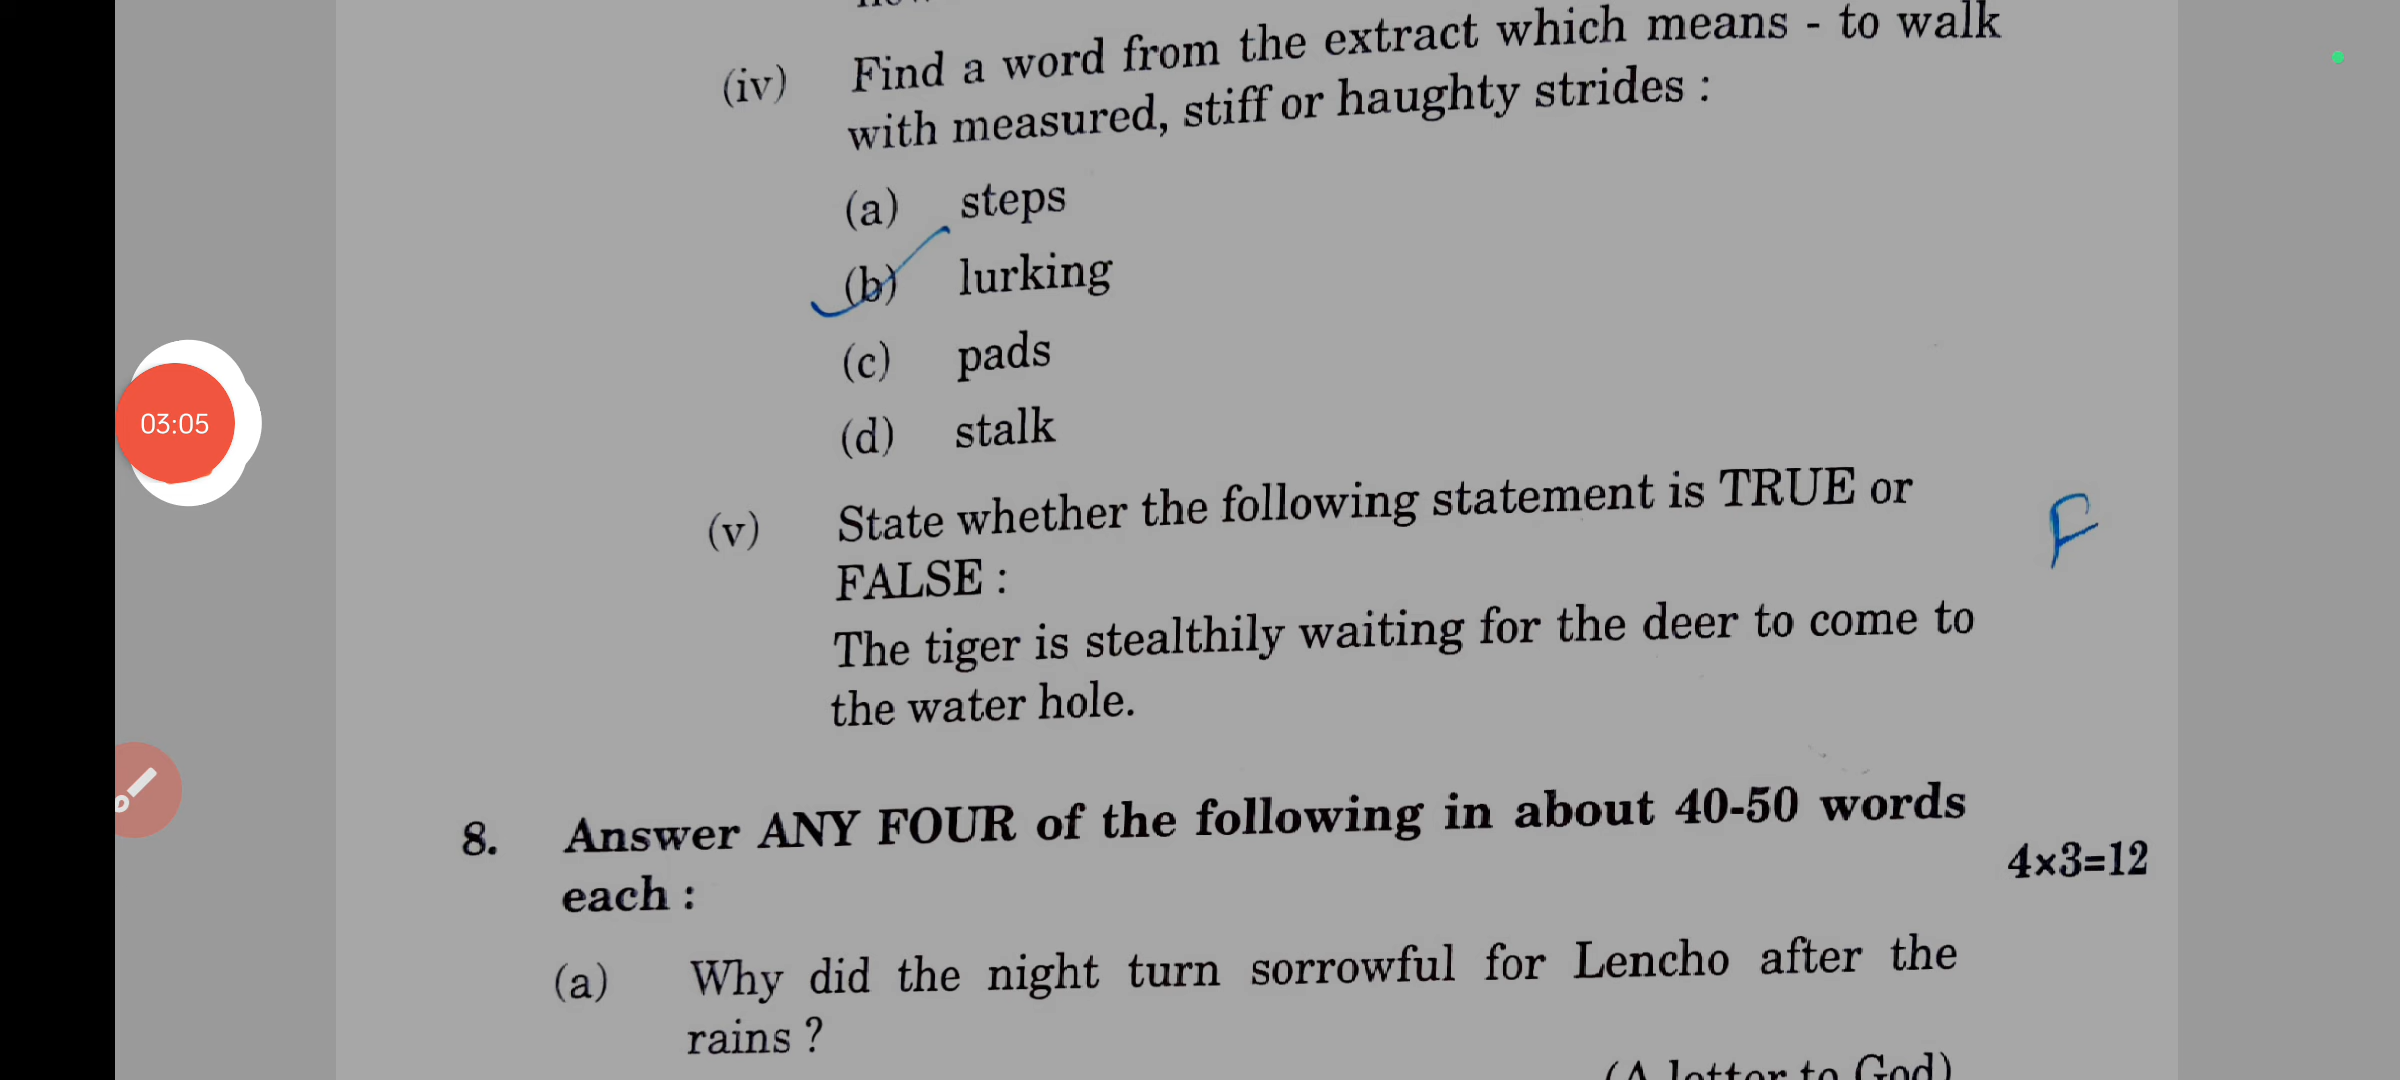 (iv) Find a word from the extract which means - to walk
with measured, stiff or haughty strides :
(a) steps
(b) lurking
(c) pads
03:05
(d) stalk
(v) State whether the following statement is TRUE or
FALSE :
F
The tiger is stealthily waiting for the deer to come to
the water hole.
8. Answer ANY FOUR of the following in about 40-50 words
each :
4×3=12
(a) Why did the night turn sorrowful for Lencho after the
rains ?
(A letter to God)